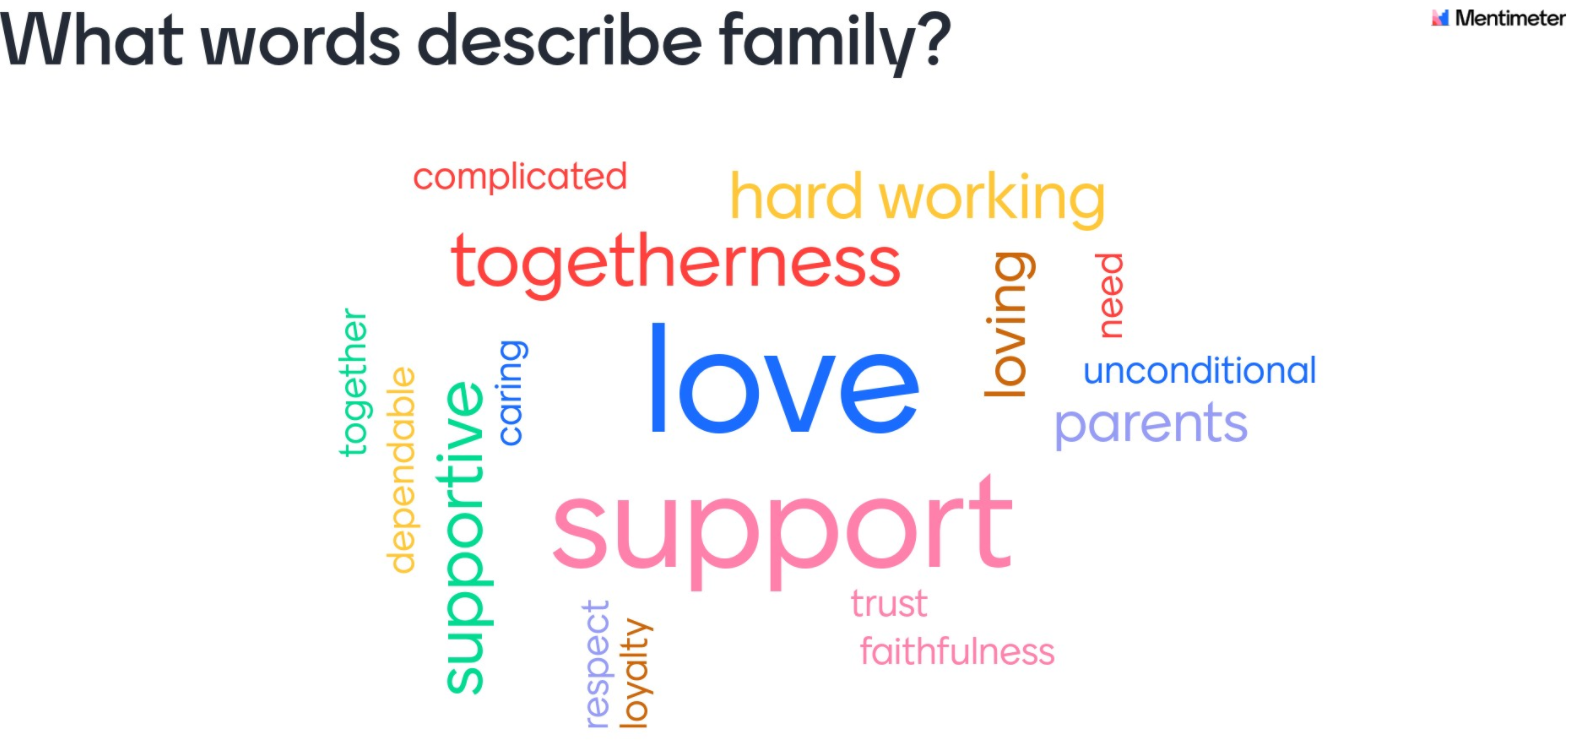 What words describe family?
Mentimeter
complicated
hard working
togetherness
loving
need
together
dependable
supportive
caring
love
unconditional
parents
support
trust
faithfulness
respect
loyalty